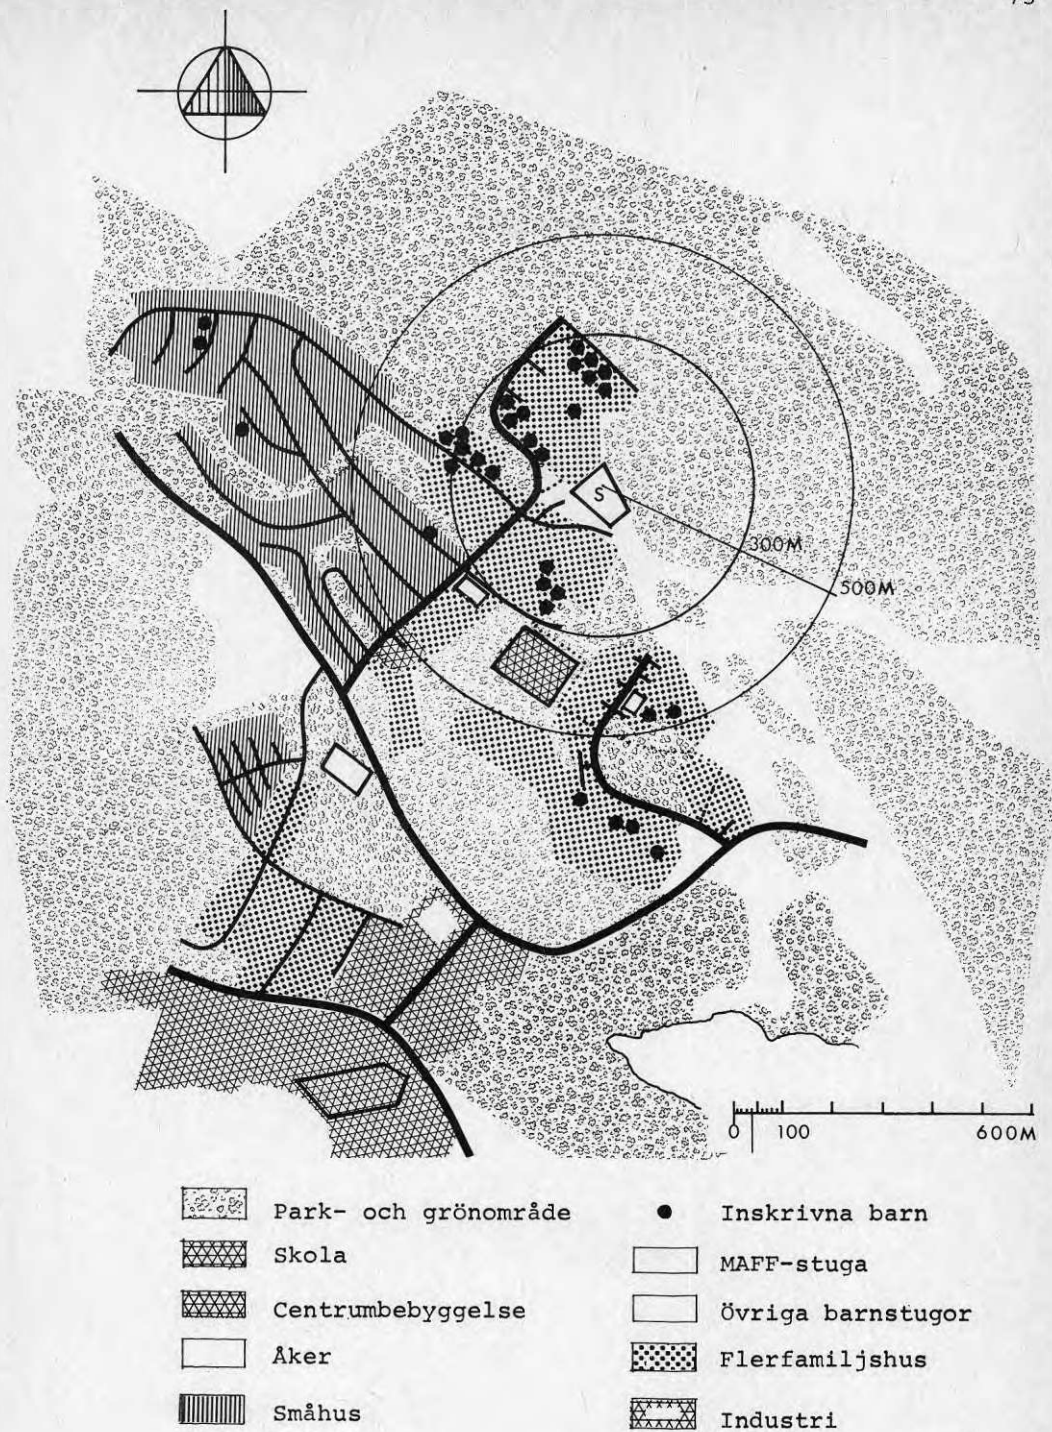 S
300M
500M
0 100 600M
Park- och grönområde
Skola
Centrumbebyggelse
Åker
Småhus
Inskrivna barn
MAFF-stuga
Övriga barnstugor
Flerfamiljshus
Industri